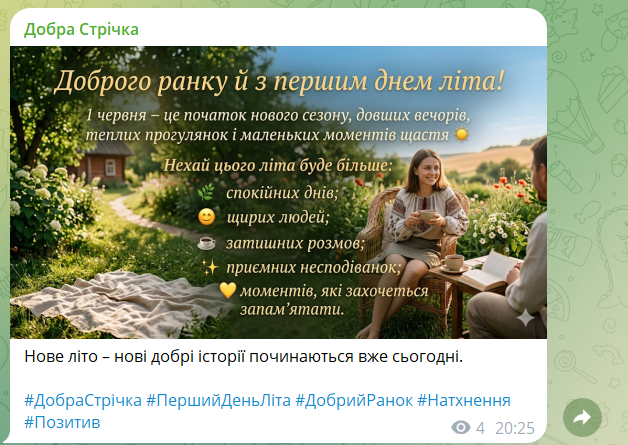 Добра Стрічка
Доброго ранку й з першим днем літа!
1 червня – це початок нового сезону, довших вечорів,
теплих прогулянок і маленьких моментів щастя ☀️
Нехай цього літа буде більше:
🌿 спокійних днів;
😊 щирих людей;
☕ затишних розмов;
✨ приємних несподіванок;
💛 моментів, які захочеться
запам’ятати.
Нове літо – нові добрі історії починаються вже сьогодні.
#ДобраСтрічка #ПершийДеньЛіта #ДобрийРанок #Натхнення
#Позитив
4 20:25